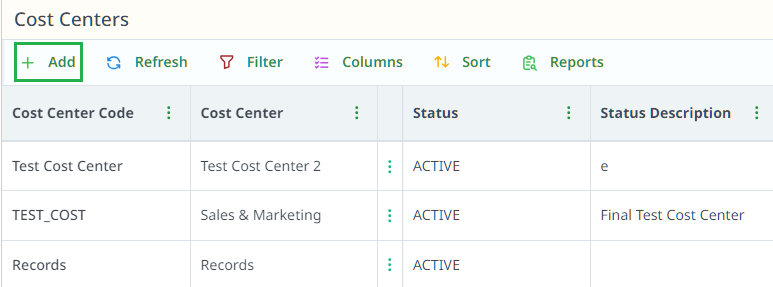 Cost Centers
Add Refresh Filter Columns Sort Reports
Cost Center Code Cost Center Status Status Description
Test Cost Center Test Cost Center 2 ACTIVE e
TEST_COST Sales & Marketing ACTIVE Final Test Cost Center
Records Records ACTIVE